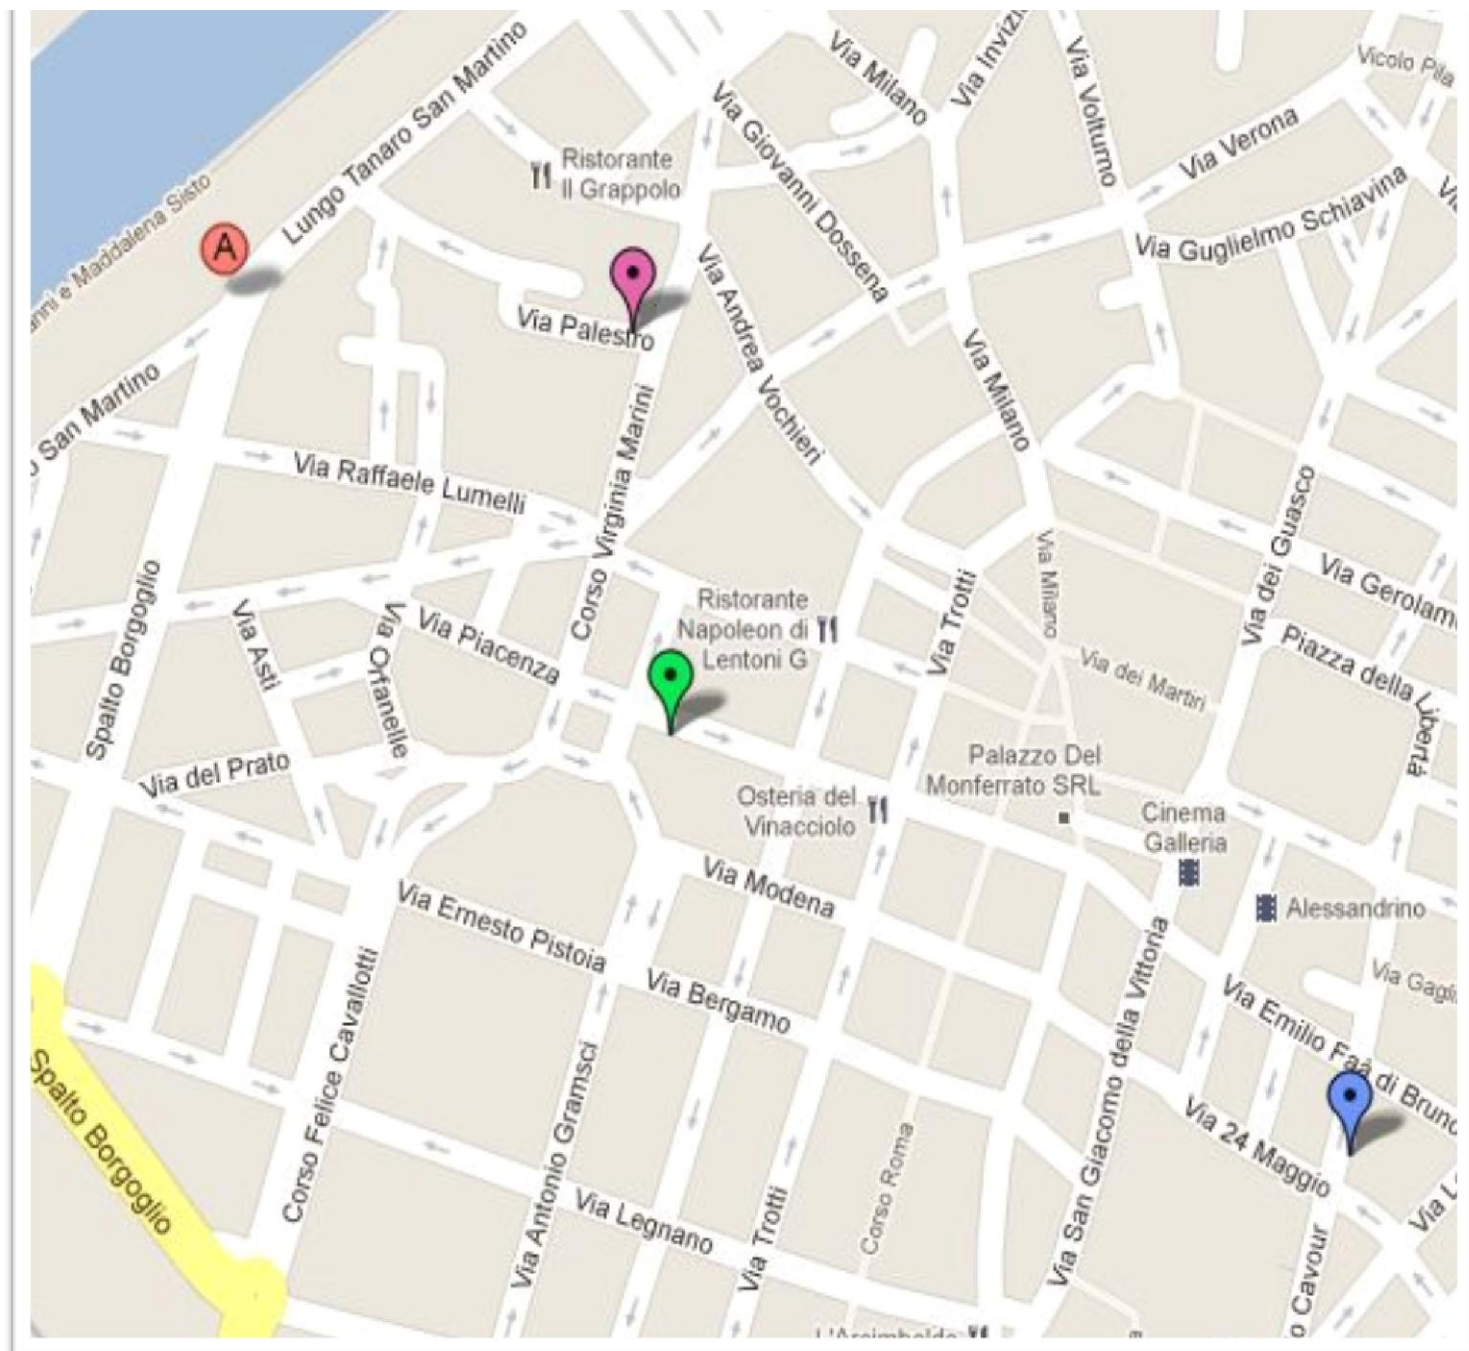 Via Milano
Via Inviziati
Via Volturno
Vicolo Pila
Lungo Tanaro San Martino
Via Giovanni Dossena
Via Verona
Ristorante
Il Grappolo
Via Guglielmo Schiavina
e Maddalena Sisto
A
Via Palestro
Via Andrea Vochieri
Via Milano
San Martino
Corso Virginia Marini
Via Raffaele Lumelli
Via dei Guasco
Via Milano
Via Gerolam
Spalto Borgoglio
Via Asti
Via Orfanelle
Via Piacenza
Ristorante
Napoleon di
Lentoni G
Via Trotti
Piazza della Libertà
Via dei Martiri
Via del Prato
Palazzo Del
Monferrato SRL
Osteria del
Vinacciolo
Cinema
Galleria
Via Modena
Alessandrino
Via Ernesto Pistoia
Via Bergamo
Via Gagli
Via Emilio Faà di Bruno
Spalto Borgoglio
Corso Felice Cavallotti
Via Antonio Gramsci
Via San Giacomo della Vittoria
Via 24 Maggio
Corso Roma
Via Legnano
Via Trotti
o Cavour